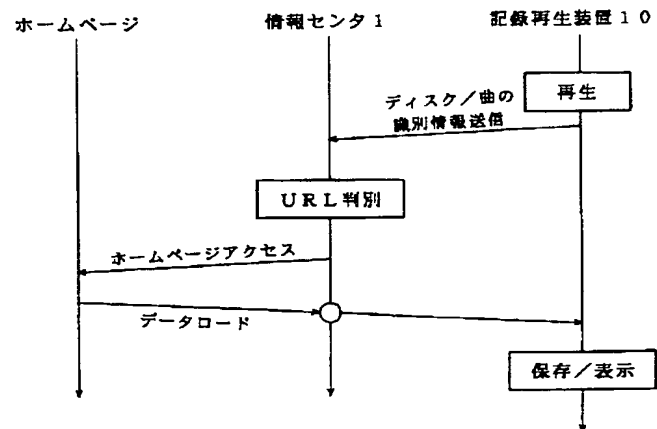 ホームページ
情報センタ1
記録再生装置10
再生
ディスク/曲の
識別情報送信
URL判別
ホームページアクセス
データロード
保存/表示